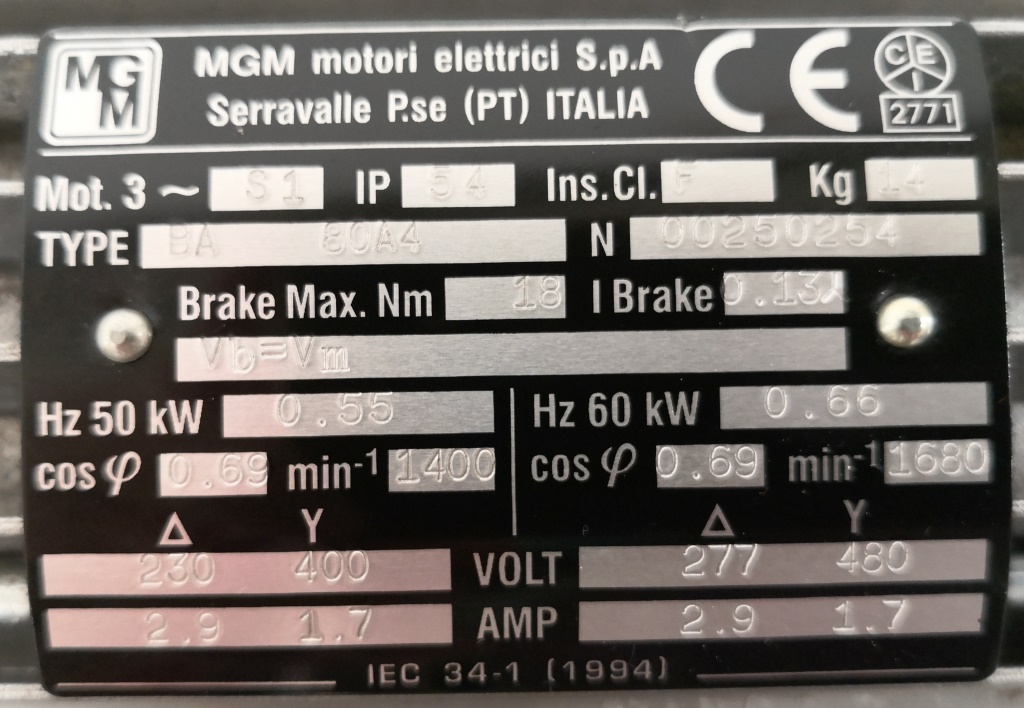 MGM
MGM motori elettrici S.p.A
Serravalle P.se (PT) ITALIA
CE
CEI
2771
Mot. 3 ~ S1 IP 54 Ins.Cl. F Kg 14
TYPE BA 80A4 N 00250254
Brake Max. Nm 18 I Brake 0.13A
Vb=Vm
Hz 50 kW 0.55 Hz 60 kW 0.66
cos φ 0.69 min-1 1400 cos φ 0.69 min-1 1680
Δ Y Δ Y
230 400 VOLT 277 480
2.9 1.7 AMP 2.9 1.7
IEC 34-1 (1994)